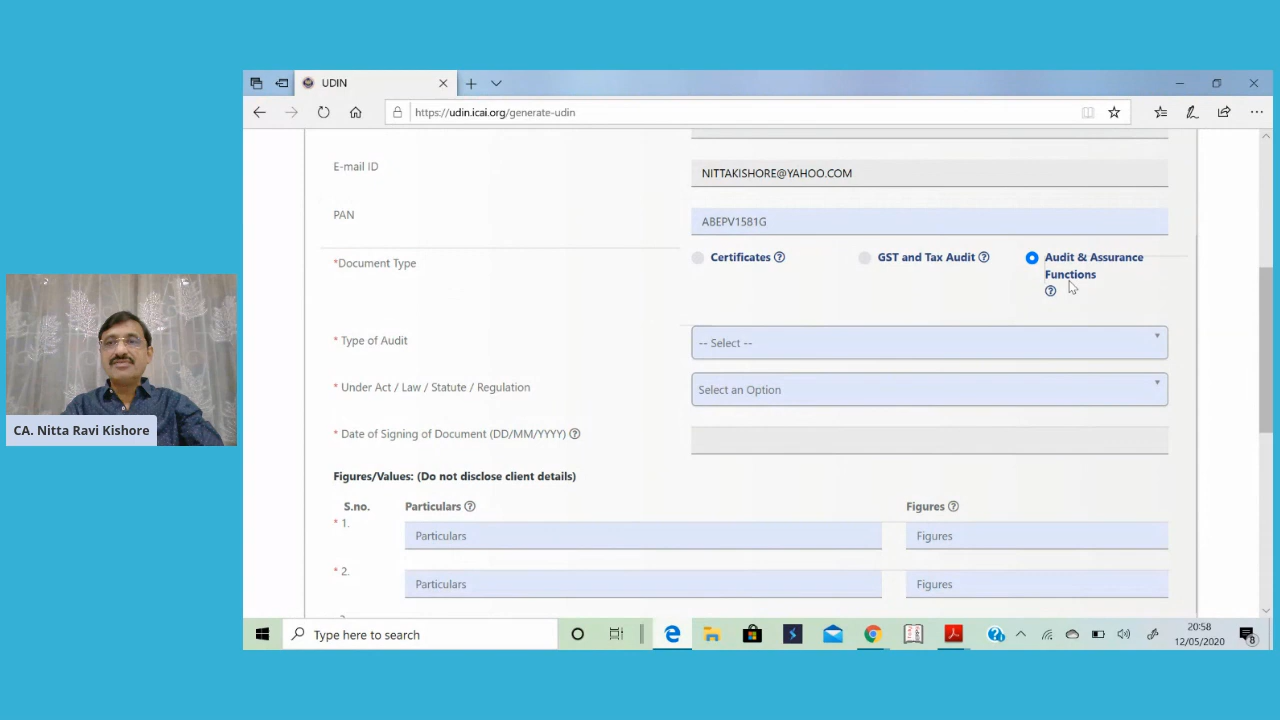 UDIN
https://udin.icai.org/generate-udin
E-mail ID
NITTAKISHORE@YAHOO.COM
PAN
ABEPV1581G
*Document Type
Certificates ?
GST and Tax Audit ?
Audit & Assurance
Functions
?
* Type of Audit
-- Select --
* Under Act / Law / Statute / Regulation
Select an Option
* Date of Signing of Document (DD/MM/YYYY) ?
Figures/Values: (Do not disclose client details)
S.no. Particulars ? Figures ?
* 1. Particulars Figures
* 2. Particulars Figures
CA. Nitta Ravi Kishore
Type here to search
20:58
12/05/2020
8